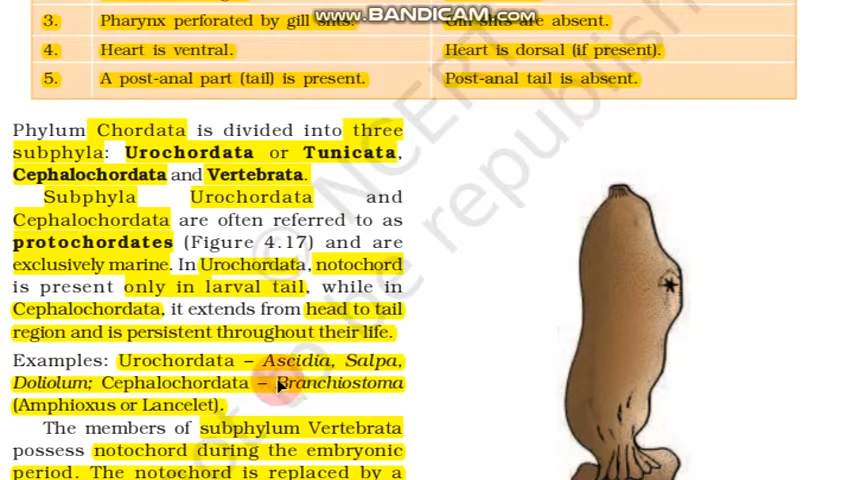 www.BANDICAM.com
3. Pharynx perforated by gill slits. Gill slits are absent.
4. Heart is ventral. Heart is dorsal (if present).
5. A post-anal part (tail) is present. Post-anal tail is absent.
Phylum Chordata is divided into three
subphyla: Urochordata or Tunicata,
Cephalochordata and Vertebrata.
Subphyla Urochordata and
Cephalochordata are often referred to as
protochordates (Figure 4.17) and are
exclusively marine. In Urochordata, notochord
is present only in larval tail, while in
Cephalochordata, it extends from head to tail
region and is persistent throughout their life.
Examples: Urochordata – Ascidia, Salpa,
Doliolum; Cephalochordata – Branchiostoma
(Amphioxus or Lancelet).
The members of subphylum Vertebrata
possess notochord during the embryonic
period. The notochord is replaced by a
© NCERT
not to be republish